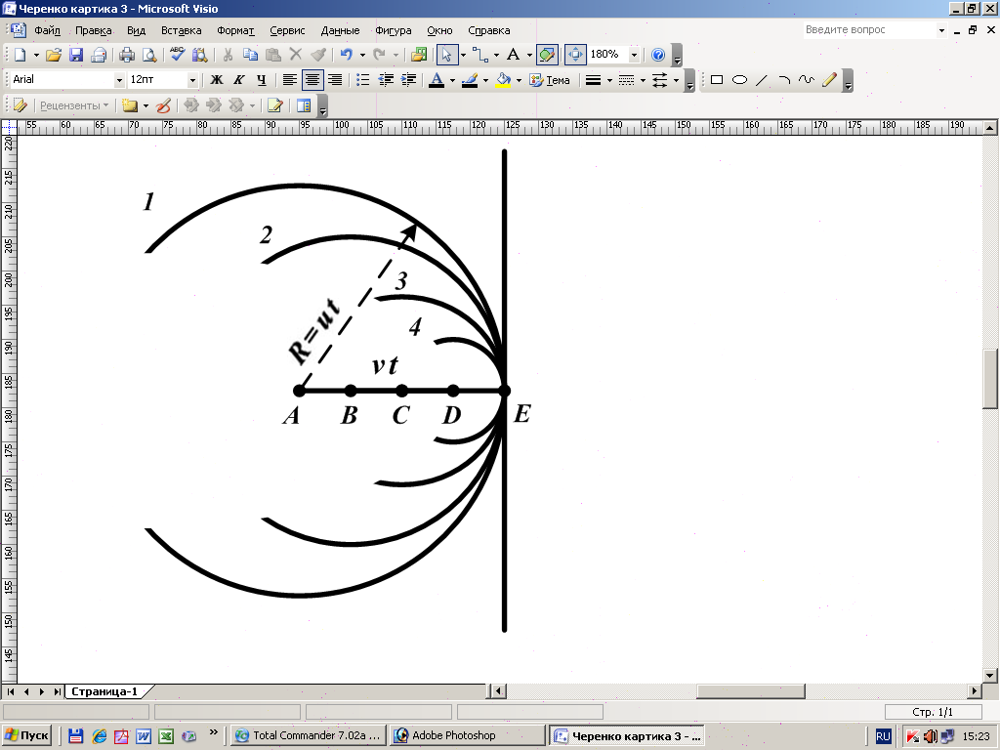 Черенко картика 3 - Microsoft Visio
Файл Правка Вид Вставка Формат Сервис Данные Фигура Окно Справка Введите вопрос
180%
Arial 12пт Ж К Ч Тема
Рецензенты
55 60 65 70 75 80 85 90 95 100 105 110 115 120 125 130 135 140 145 150 155 160 165 170 175 180 185 190
220
215
210
205
200
195
190
185
180
175
170
165
160
155
150
145
1
2
3
4
R=ut
vt
A B C D E
Страница-1
Стр. 1/1
Пуск » Total Commander 7.02a ... Adobe Photoshop Черенко картика 3 - ... RU 15:23